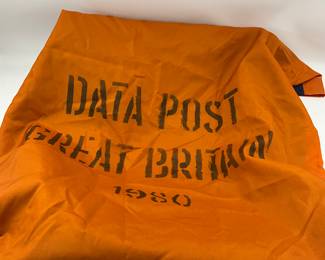 DATA POST
GREAT BRITAIN
1980